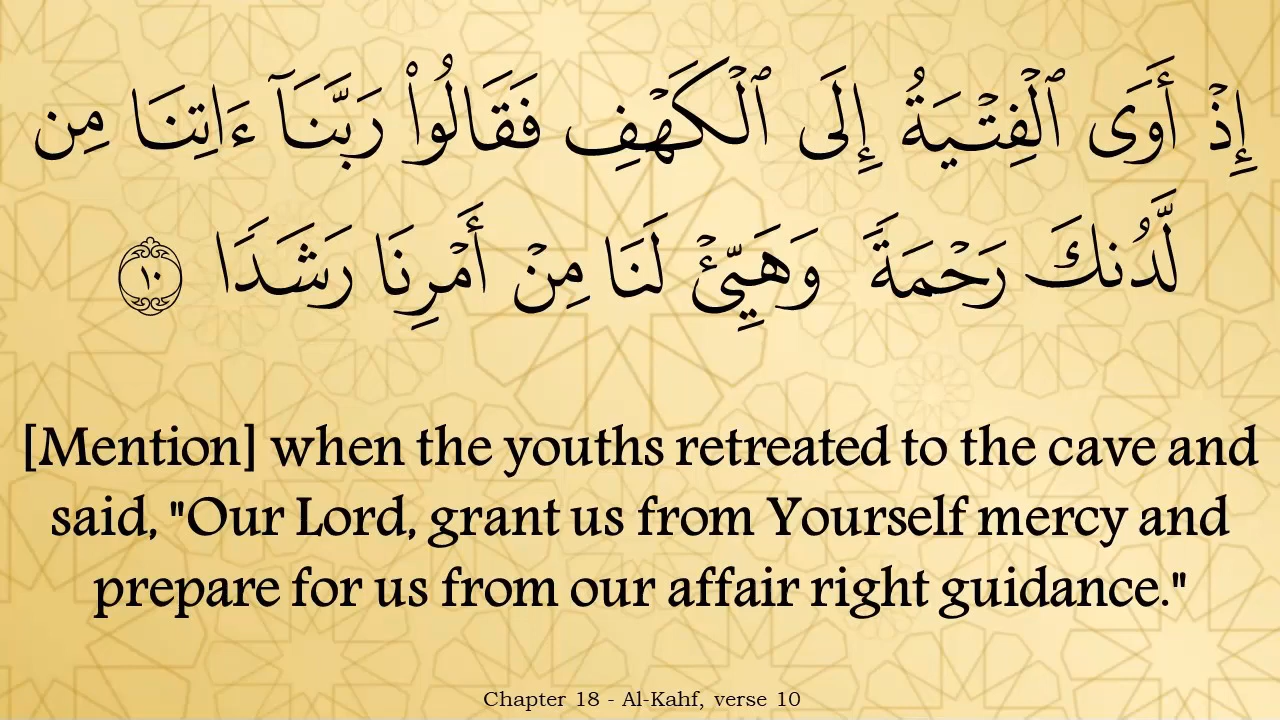 إِذْ أَوَى ٱلْفِتْيَةُ إِلَى ٱلْكَهْفِ فَقَالُوا۟ رَبَّنَآ ءَاتِنَا مِن
لَّدُنكَ رَحْمَةً وَهَيِّئْ لَنَا مِنْ أَمْرِنَا رَشَدًا ١٠
[Mention] when the youths retreated to the cave and
said, "Our Lord, grant us from Yourself mercy and
prepare for us from our affair right guidance."
Chapter 18 - Al-Kahf, verse 10